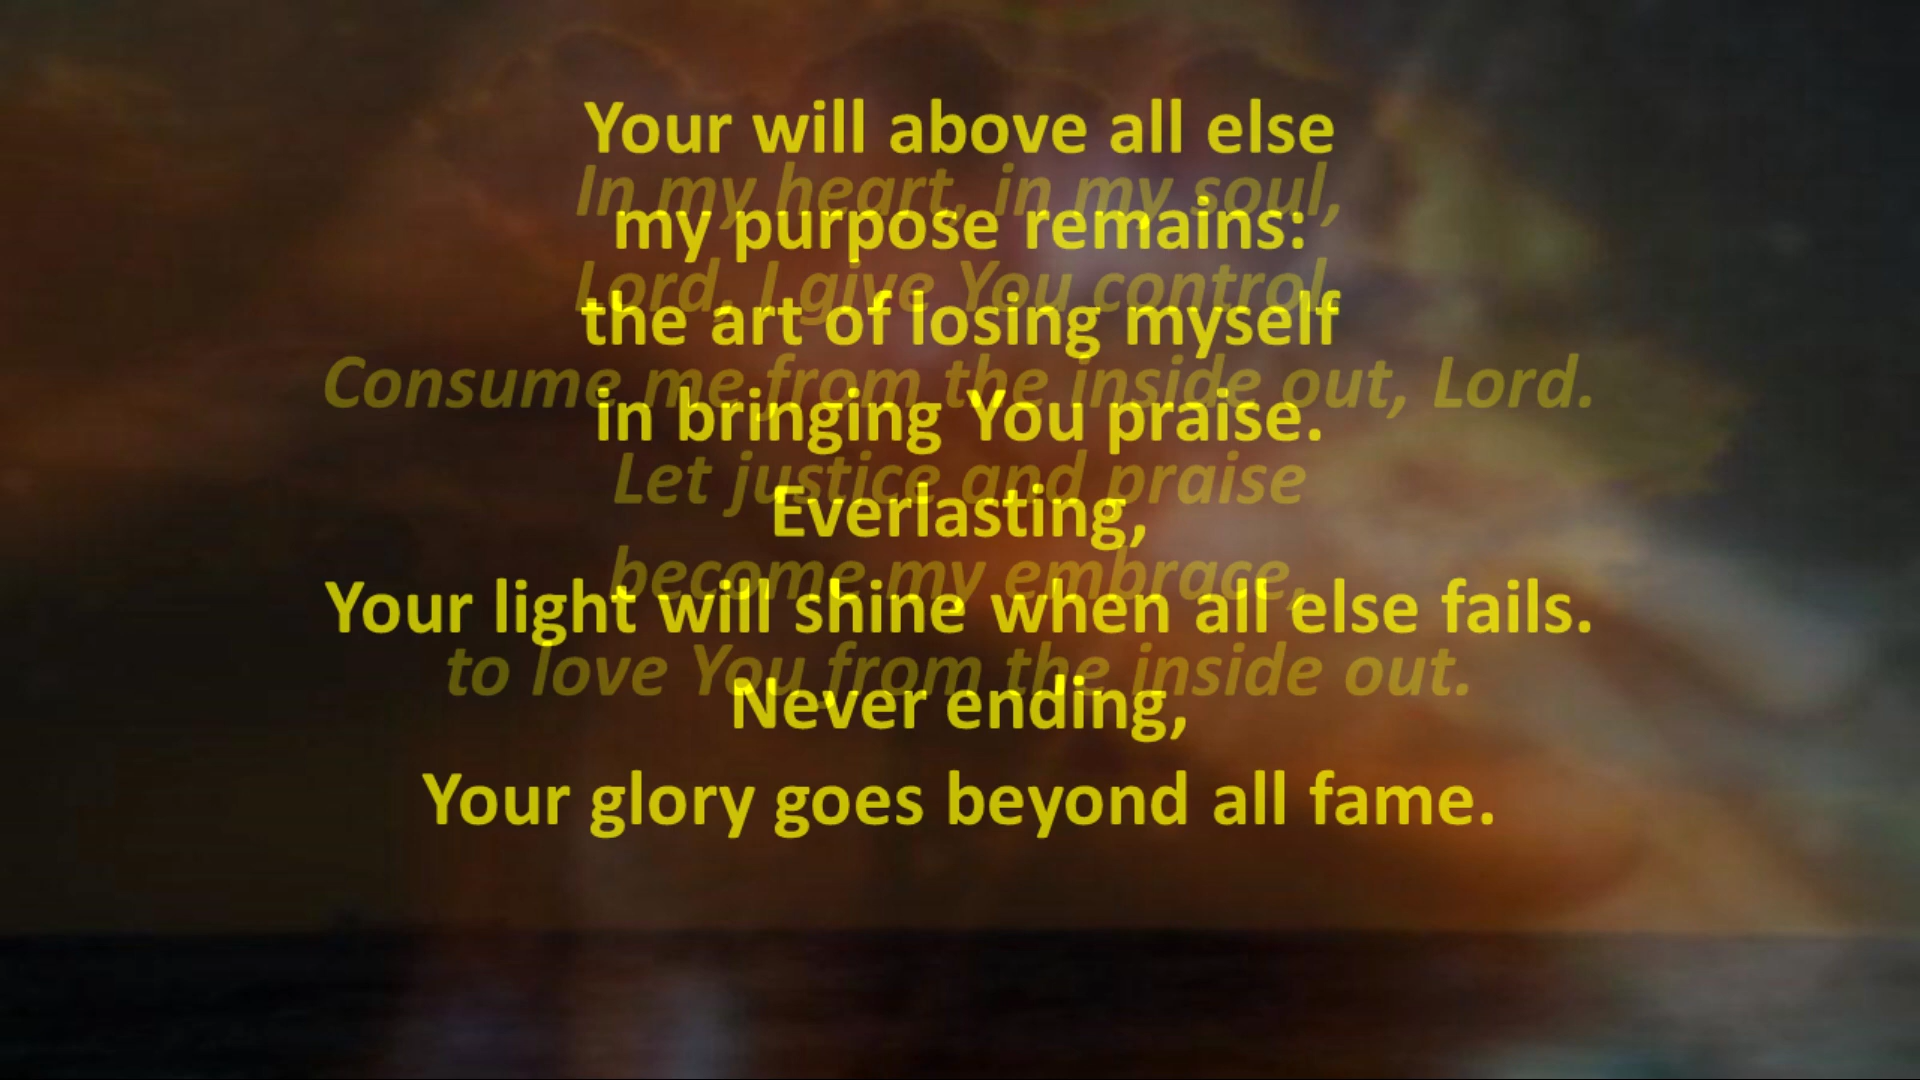 Your will above all else
In my heart, in my soul,
my purpose remains:
Lord, I give You control,
the art of losing myself
Consume me from the inside out, Lord.
in bringing You praise.
Let justice and praise
Everlasting,
become my embrace,
Your light will shine when all else fails.
to love You from the inside out.
Never ending,
Your glory goes beyond all fame.